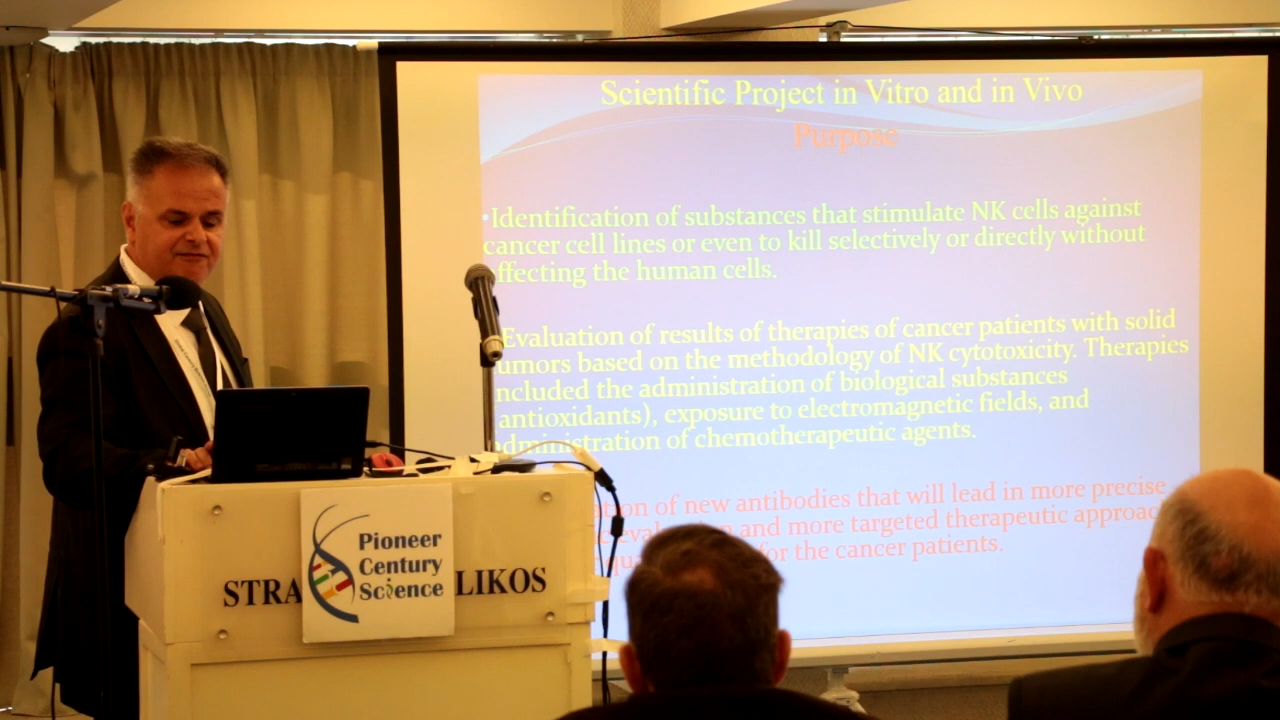 Scientific Project in Vitro and in Vivo
Purpose
•Identification of substances that stimulate NK cells against
cancer cell lines or even to kill selectively or directly without
ffecting the human cells.
Evaluation of results of therapies of cancer patients with solid
umors based on the methodology of NK cytotoxicity. Therapies
ncluded the administration of biological substances
antioxidants), exposure to electromagnetic fields, and
dministration of chemotherapeutic agents.
tion of new antibodies that will lead in more precise
and more targeted therapeutic approac
for the cancer patients.
Pioneer
Century
Science
STRA LIKOS